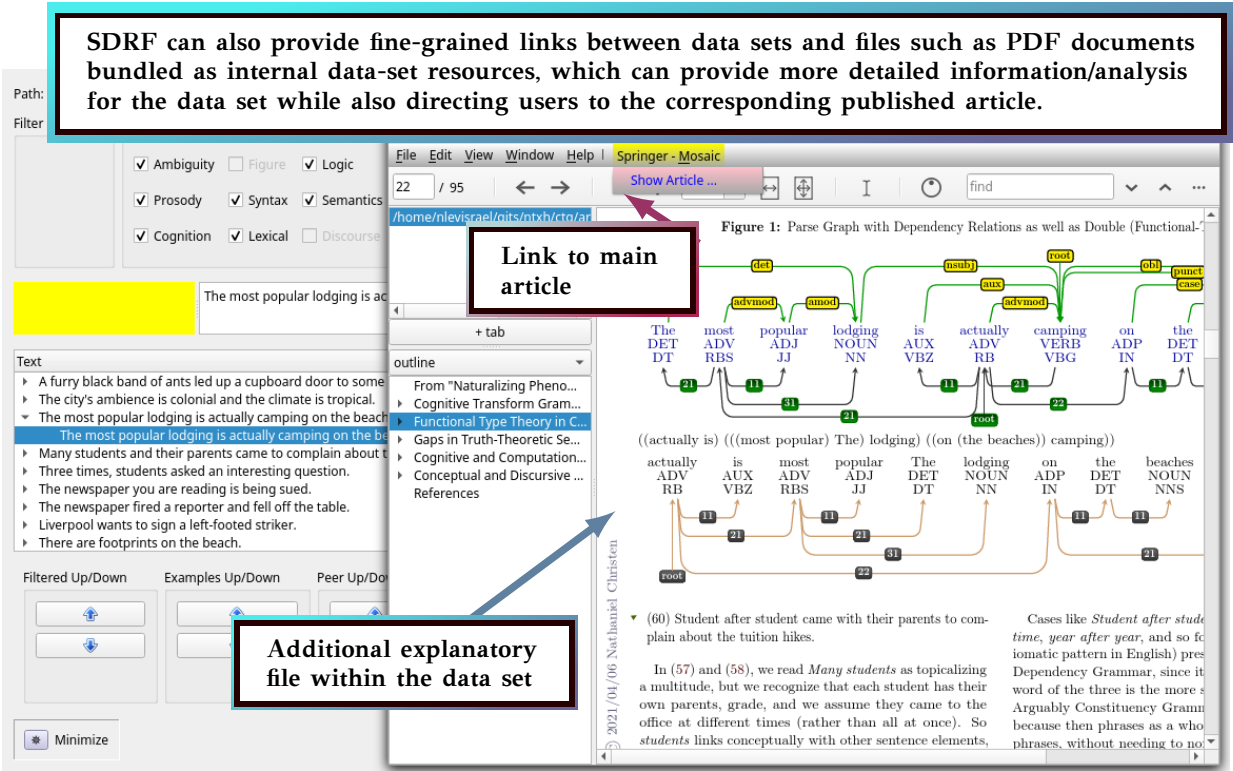 SDRF can also provide fine-grained links between data sets and files such as PDF documents
bundled as internal data-set resources, which can provide more detailed information/analysis
for the data set while also directing users to the corresponding published article.
Path:
Filter
Ambiguity Figure Logic
Prosody Syntax Semantics
Cognition Lexical Discourse
The most popular lodging is ac
Text
A furry black band of ants led up a cupboard door to some
The city's ambience is colonial and the climate is tropical.
The most popular lodging is actually camping on the beach
The most popular lodging is actually camping on the be
Many students and their parents came to complain about t
Three times, students asked an interesting question.
The newspaper you are reading is being sued.
The newspaper fired a reporter and fell off the table.
Liverpool wants to sign a left-footed striker.
There are footprints on the beach.
Filtered Up/Down Examples Up/Down Peer Up/Do
Minimize
File Edit View Window Help Springer - Mosaic
Show Article ...
22 / 95
find
/home/nlevisrael/gits/ntxh/ctg/ar
Link to main
article
+ tab
outline
From "Naturalizing Pheno...
Cognitive Transform Gram...
Functional Type Theory in C...
Gaps in Truth-Theoretic Se...
Cognitive and Computation...
Conceptual and Discursive ...
References
Additional explanatory
file within the data set
Figure 1: Parse Graph with Dependency Relations as well as Double (Functional-T
root
det nsubj obl
punct
aux case
advmod amod advmod
The most popular lodging is actually camping on the
DET ADV ADJ NOUN AUX ADV VERB ADP DET
DT RBS JJ NN VBZ RB VBG IN DT
21 11 11 21 11
31 22
21 root
((actually is) (((most popular) The) lodging) ((on (the beaches)) camping))
actually is most popular The lodging on the beaches
ADV AUX ADV ADJ DET NOUN ADP DET NOUN
RB VBZ RBS JJ DT NN IN DT NNS
11 11 11 11
21 21
31 21
root 22
© 2021/04/06 Nathaniel Christen
(60) Student after student came with their parents to com-
plain about the tuition hikes.
In (57) and (58), we read Many students as topicalizing
a multitude, but we recognize that each student has their
own parents, grade, and we assume they came to the
office at different times (rather than all at once). So
students links conceptually with other sentence elements,
Cases like Student after stude
time, year after year, and so fo
iomatic pattern in English) pres
Dependency Grammar, since it
word of the three is the more s
Arguably Constituency Gramm
because then phrases as a who
phrases, without needing to no